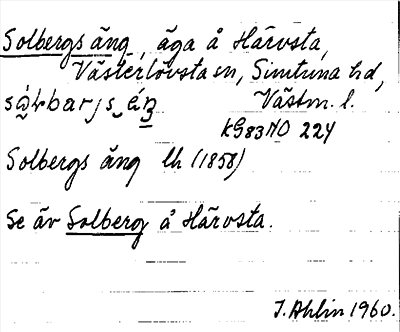 Solbergs äng, äga å Härvsta,
Västerlövsta sn, Simtuna hd,
Västm. l.
kG83NO 224
Solbergs äng lh (1858)
Se äv Solberg å Härvsta.
J. Ahlin 1960.